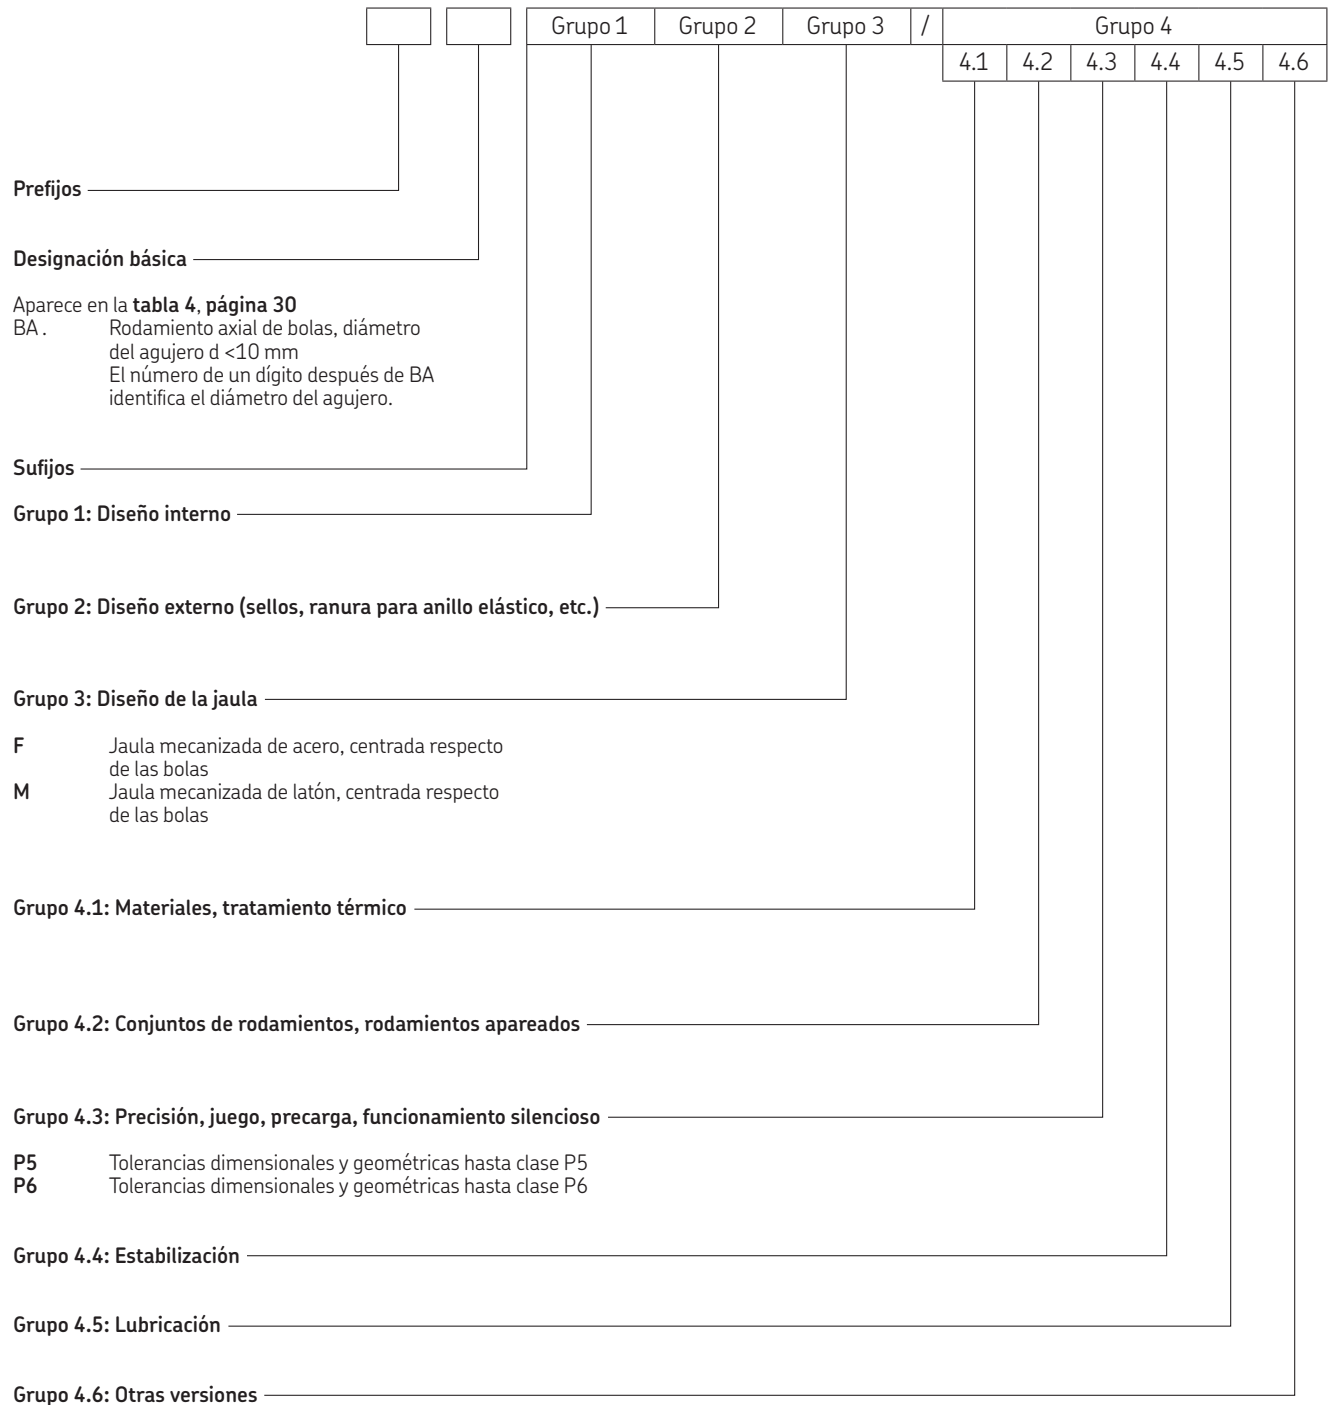 Grupo 1 Grupo 2 Grupo 3 / Grupo 4
4.1 4.2 4.3 4.4 4.5 4.6
Prefijos
Designación básica
Aparece en la tabla 4, página 30
BA . Rodamiento axial de bolas, diámetro
del agujero d <10 mm
El número de un dígito después de BA
identifica el diámetro del agujero.
Sufijos
Grupo 1: Diseño interno
Grupo 2: Diseño externo (sellos, ranura para anillo elástico, etc.)
Grupo 3: Diseño de la jaula
F Jaula mecanizada de acero, centrada respecto
de las bolas
M Jaula mecanizada de latón, centrada respecto
de las bolas
Grupo 4.1: Materiales, tratamiento térmico
Grupo 4.2: Conjuntos de rodamientos, rodamientos apareados
Grupo 4.3: Precisión, juego, precarga, funcionamiento silencioso
P5 Tolerancias dimensionales y geométricas hasta clase P5
P6 Tolerancias dimensionales y geométricas hasta clase P6
Grupo 4.4: Estabilización
Grupo 4.5: Lubricación
Grupo 4.6: Otras versiones